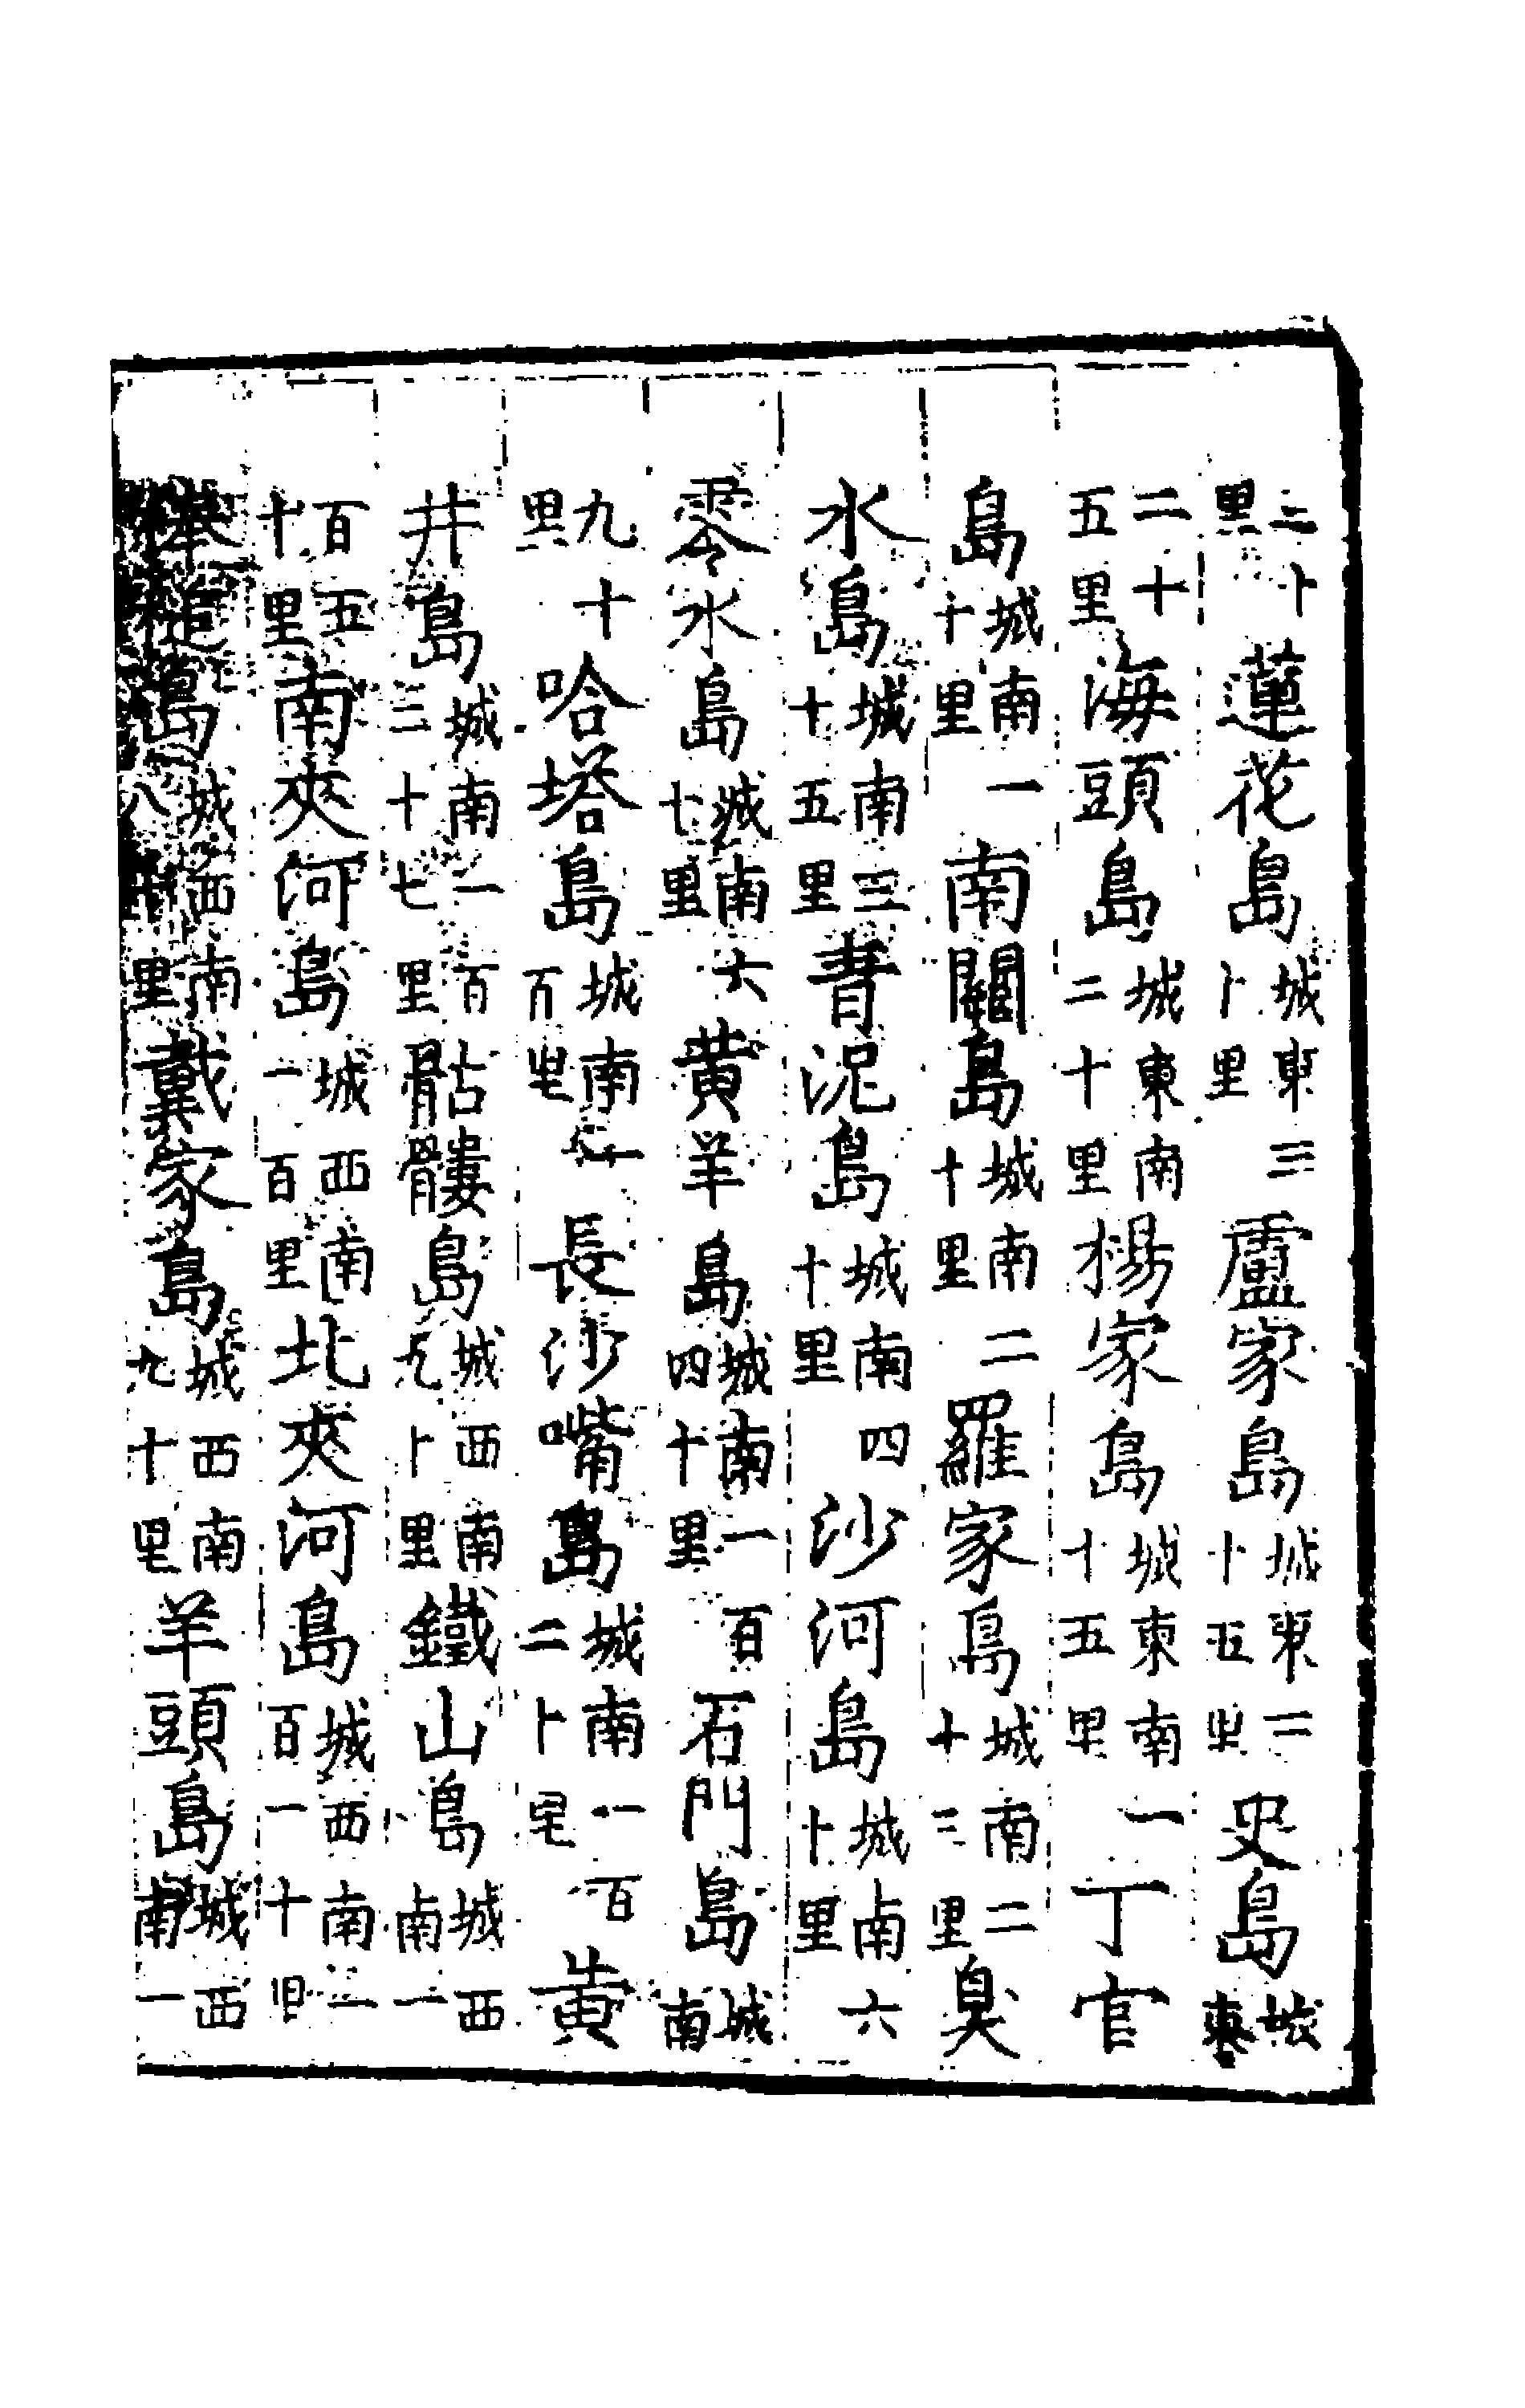 二十里蓮花島城東三十里盧家島城東二十五里史島城東
二十五里海頭島城東南二十里楊家島城東南一十五里丁官
島城南一十里南關島城南二十里羅家島城南二十三里臭
水島城南三十五里青泥島城南四十里沙河島城南六十里
零水島城南六十里黄羊島城南一百四十里石門島城南
九十里哈塔島城南一百里長沙嘴島城南一百二十里黄
井島城南一百三十七里骷髏島城西南九十里鐵山島城西南一
百五十里南夾河島城西南一百里北夾河島城西南一百一十里
島城西南八十里戴家島城西南九十里羊頭島城西南一